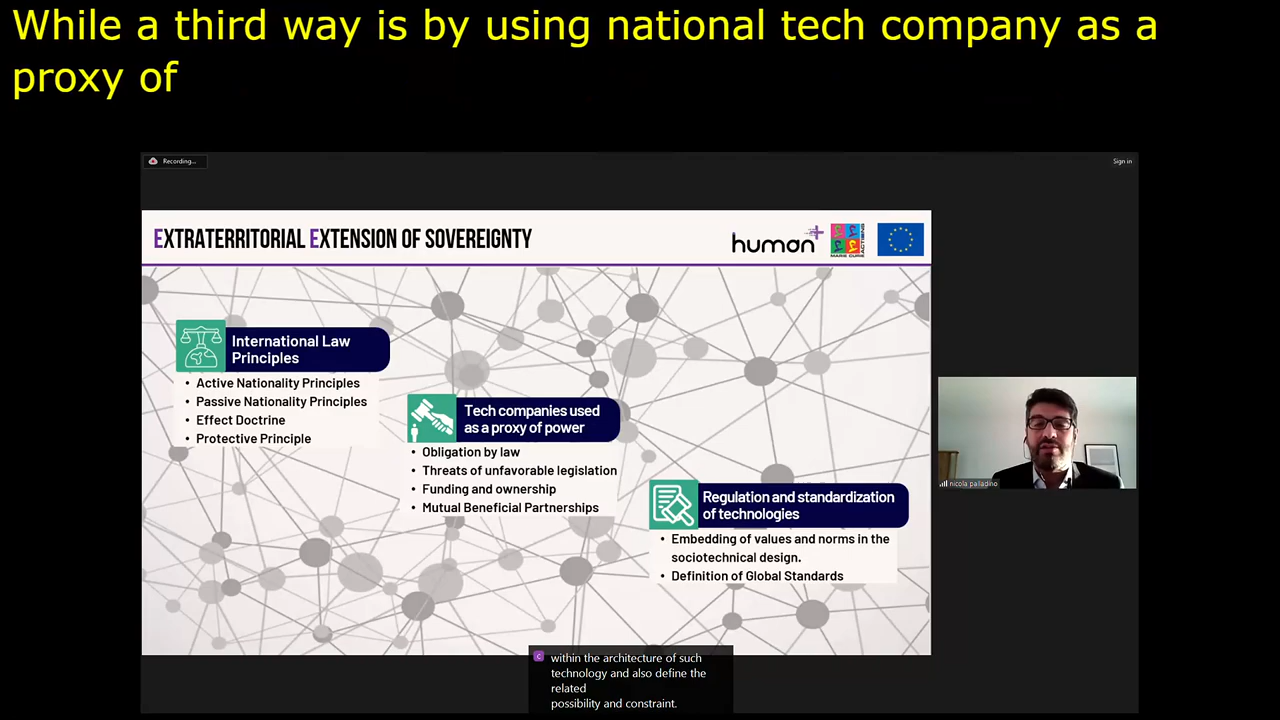 While a third way is by using national tech company as a
proxy of
Recording...
Sign in
EXTRATERRITORIAL EXTENSION OF SOVEREIGNTY
human+
MARIE CURIE
ACTIONS
International Law
Principles
• Active Nationality Principles
• Passive Nationality Principles
• Effect Doctrine
• Protective Principle
Tech companies used
as a proxy of power
• Obligation by law
• Threats of unfavorable legislation
• Funding and ownership
• Mutual Beneficial Partnerships
Regulation and standardization
of technologies
• Embedding of values and norms in the
sociotechnical design.
• Definition of Global Standards
nicola palladino
C
within the architecture of such
technology and also define the
related
possibility and constraint.